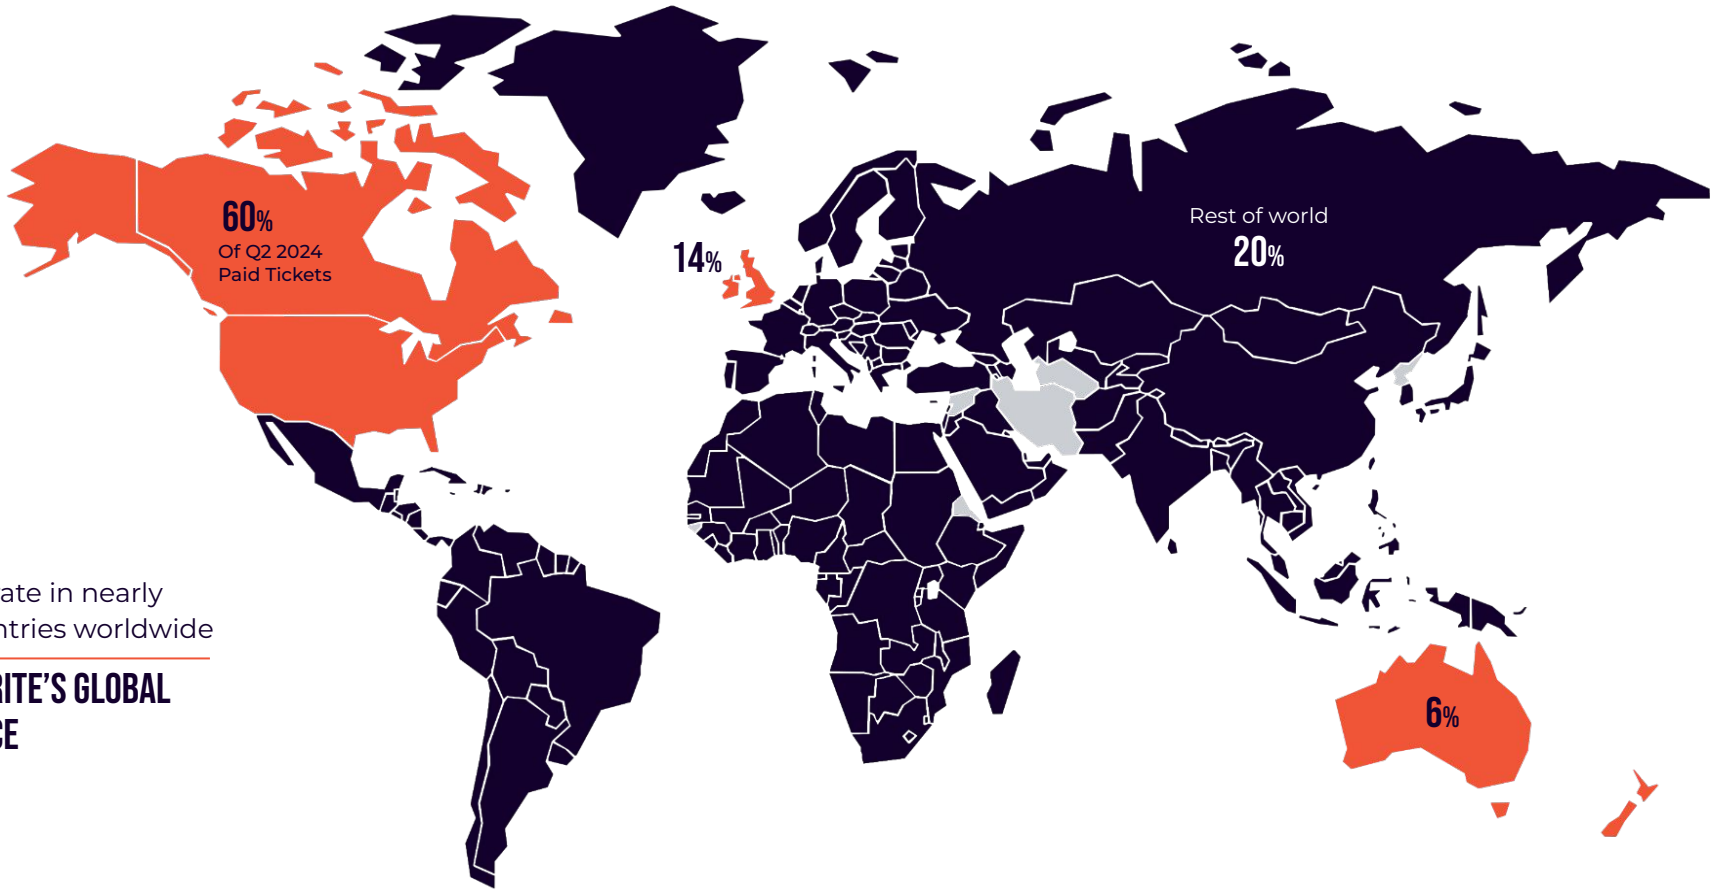 60%
Of Q2 2024
Paid Tickets
14%
Rest of world
20%
6%
ate in nearly
ntries worldwide
RITE'S GLOBAL
CE